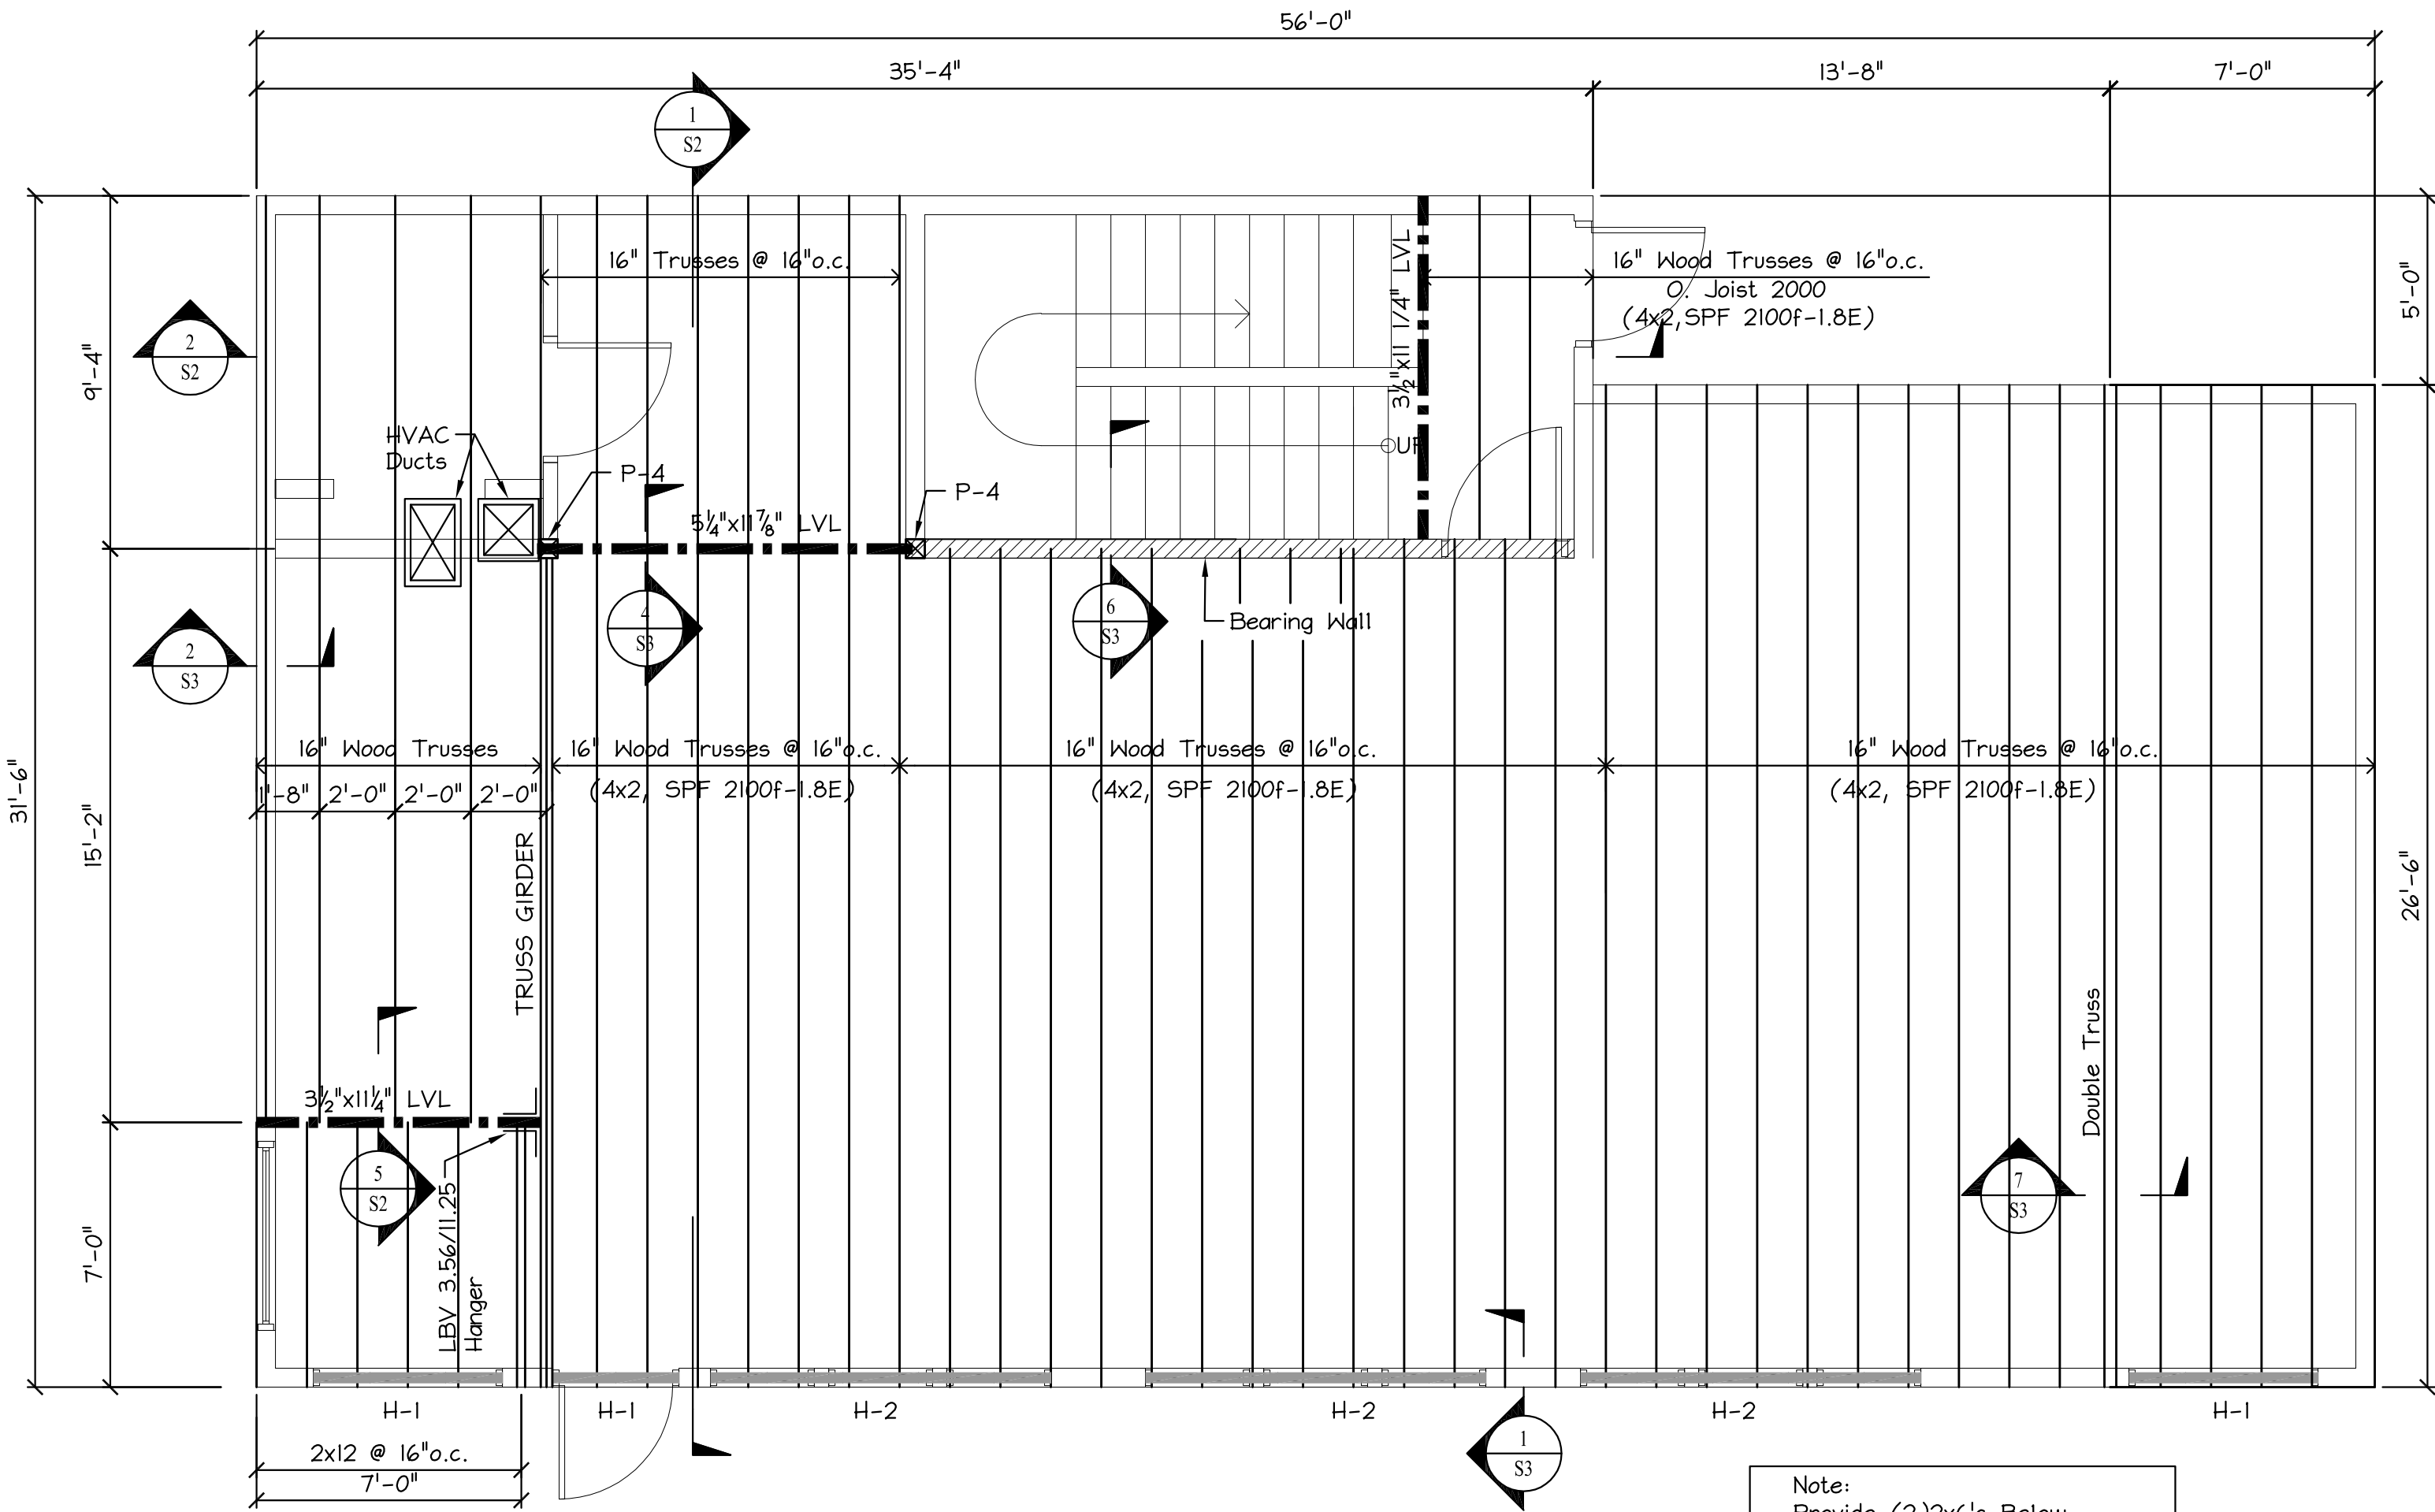 56'-0"
35'-4"
13'-8"
7'-0"
1
S2
16" Trusses @ 16"o.c.
3½"x11 1/4" LVL
16" Wood Trusses @ 16"o.c.
O. Joist 2000
(4x2,SPF 2100f-1.8E)
5'-0"
2
S2
9'-4"
HVAC
Ducts
P-4
P-4
5¼"x11⅞" LVL
2
S3
4
S3
6
S3
Bearing Wall
31'-6"
15'-2"
16" Wood Trusses
16" Wood Trusses @ 16"o.c.
16" Wood Trusses @ 16"o.c.
16" Wood Trusses @ 16"o.c.
1'-8"
2'-0"
2'-0"
2'-0"
(4x2, SPF 2100f-1.8E)
(4x2, SPF 2100f-1.8E)
(4x2, SPF 2100f-1.8E)
26'-6"
TRUSS GIRDER
Double Truss
3½"x11¼" LVL
5
S2
LBV 3.56/11.25
Hanger
7
S3
7'-0"
H-1
H-1
H-2
H-2
H-2
H-1
2x12 @ 16"o.c.
7'-0"
1
S3
Note:
Provide (2)2x6's Below